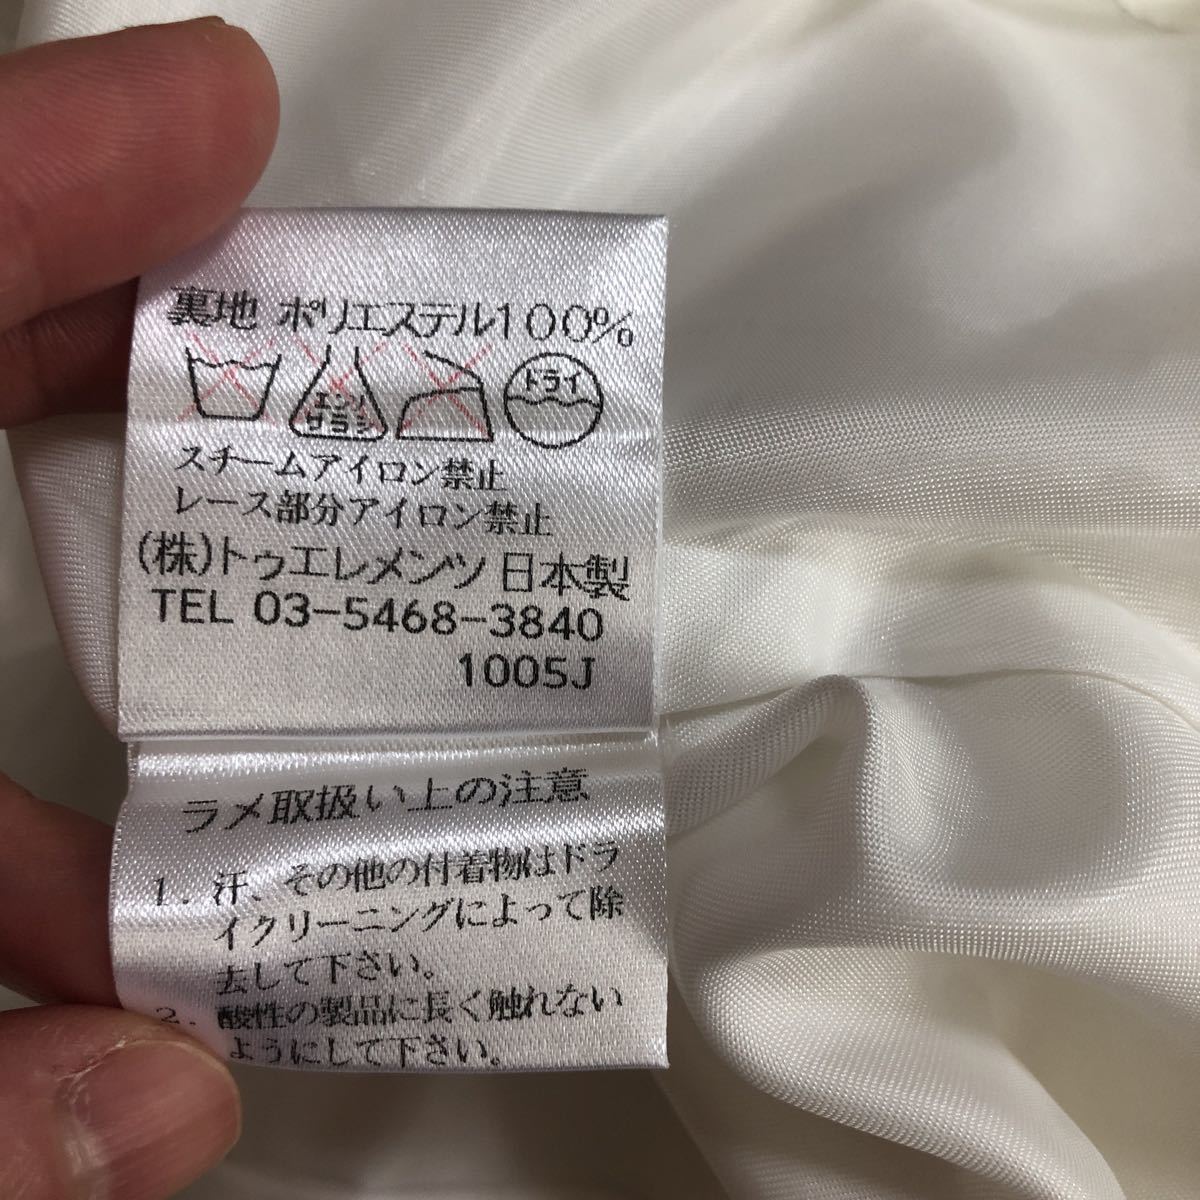 裏地 ポリエステル100%
エンソ
サラシ
ドライ
スチームアイロン禁止
レース部分アイロン禁止
(株)トゥエレメンツ 日本製
TEL 03-5468-3840
1005J
ラメ取扱い上の注意
1. 汗、その他の付着物はドラ
イクリーニングによって除
去して下さい。
2. 酸性の製品に長く触れない
ようにして下さい。